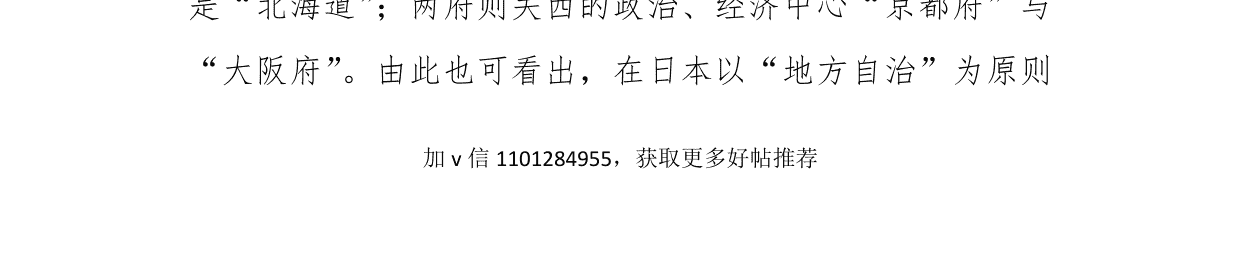 是“北海道”；两府则关西的政治、经济中心“京都府”与
“大阪府”。由此也可看出，在日本以“地方自治”为原则
加 v 信 1101284955，获取更多好帖推荐